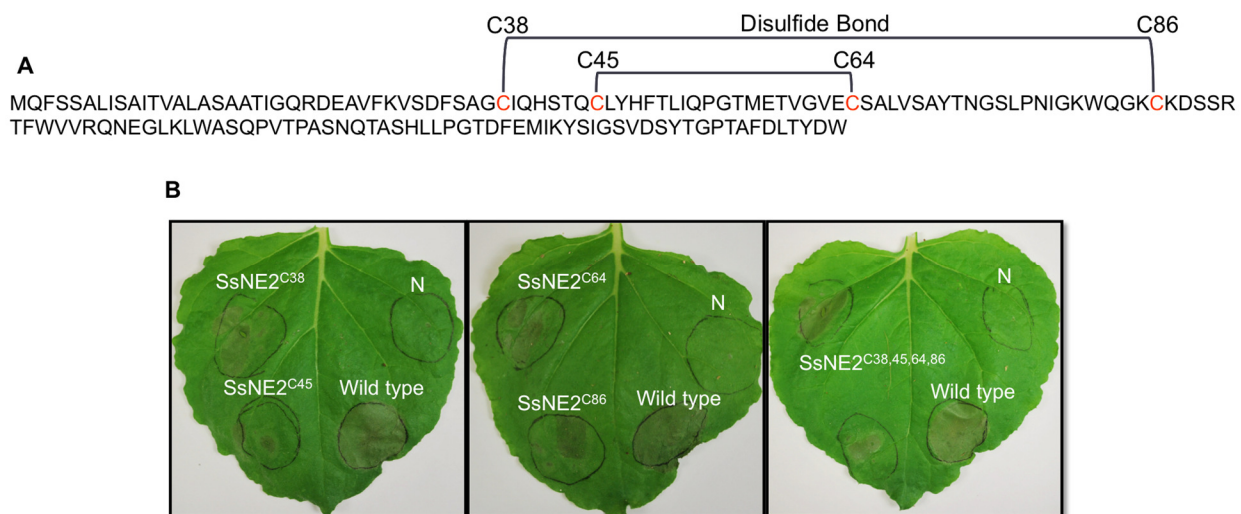 C38 Disulfide Bond C86
A C45 C64
MQFSSALISAITVALASAATIGQRDEAVFKVSDFSAGCIQHSTQCLYHFTLIQPGTMETVGVECSALVSAYTNGSLPNIGKWQGKCKDSSR
TFWVVRQNEGLKLWASQPVTPASNQTASHLLPGTDFEMIKYSIGSVDSYTGPTAFDLTYDW
B
SsNE2C38 N
SsNE2C45 Wild type
SsNE2C64 N
SsNE2C86 Wild type
N
SsNE2C38,45,64,86
Wild type